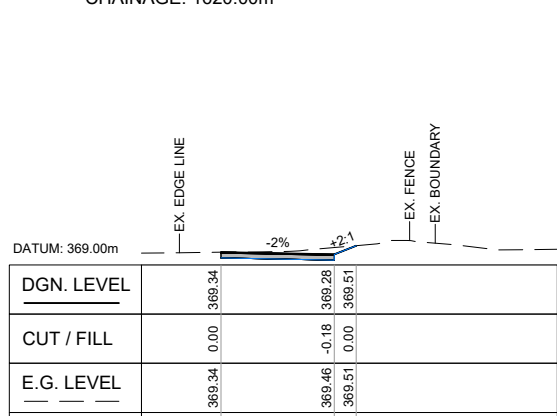 CHAINAGE: 1020.00m
EX. EDGE LINE
EX. FENCE
EX. BOUNDARY
DATUM: 369.00m
-2%
+2:1
DGN. LEVEL
369.34
369.28
369.51
CUT / FILL
0.00
-0.18
0.00
E.G. LEVEL
369.34
369.46
369.51